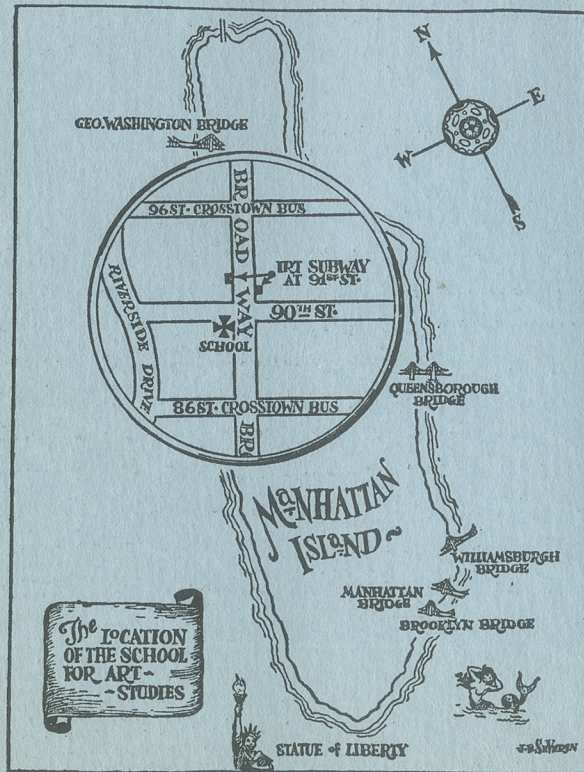 GEO. WASHINGTON BRIDGE
N
E
W
S
BROADWAY
96 ST. CROSSTOWN BUS
IRT SUBWAY
AT 91ST ST.
RIVERSIDE DRIVE
90TH ST.
SCHOOL
86 ST. CROSSTOWN BUS
BRO
QUEENSBOROUGH
BRIDGE
MANHATTAN
ISLAND~
WILLIAMSBURGH
BRIDGE
MANHATTAN
BRIDGE
BROOKLYN BRIDGE
The LOCATION
OF THE SCHOOL
FOR ART~
~STUDIES
STATUE of LIBERTY
J.P. SEVERIN